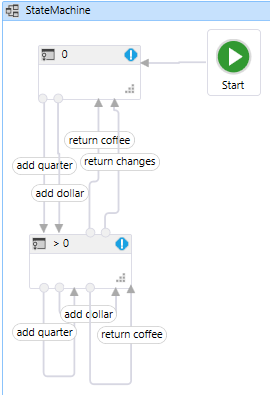 StateMachine
0
Start
return coffee
add quarter
return changes
add dollar
> 0
add dollar
add quarter
return coffee